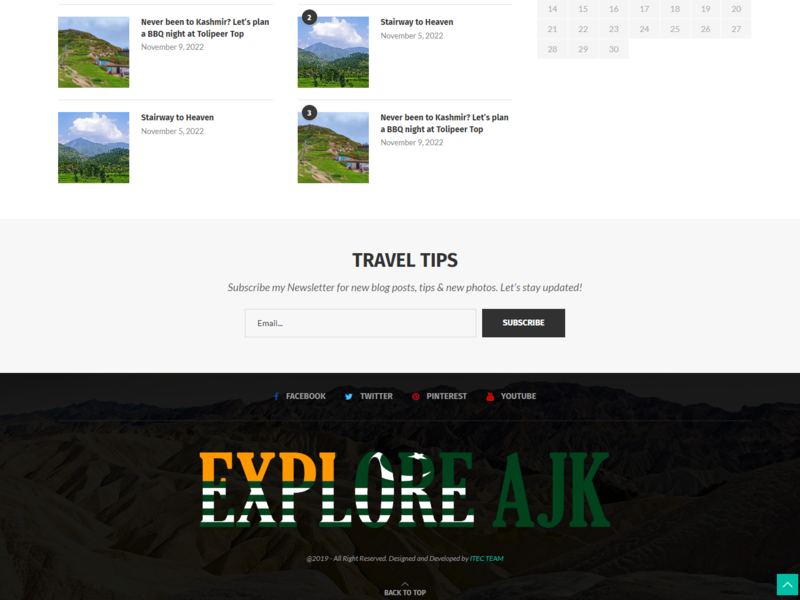 Never been to Kashmir? Let's plan
a BBQ night at Tolipeer Top
November 9, 2022
2
Stairway to Heaven
November 5, 2022
14 15 16 17 18 19 20
21 22 23 24 25 26 27
28 29 30
Stairway to Heaven
November 5, 2022
3
Never been to Kashmir? Let's plan
a BBQ night at Tolipeer Top
November 9, 2022
TRAVEL TIPS
Subscribe my Newsletter for new blog posts, tips & new photos. Let's stay updated!
Email...
SUBSCRIBE
FACEBOOK TWITTER PINTEREST YOUTUBE
EXPLORE AJK
@2019 - All Right Reserved. Designed and Developed by ITEC TEAM
BACK TO TOP